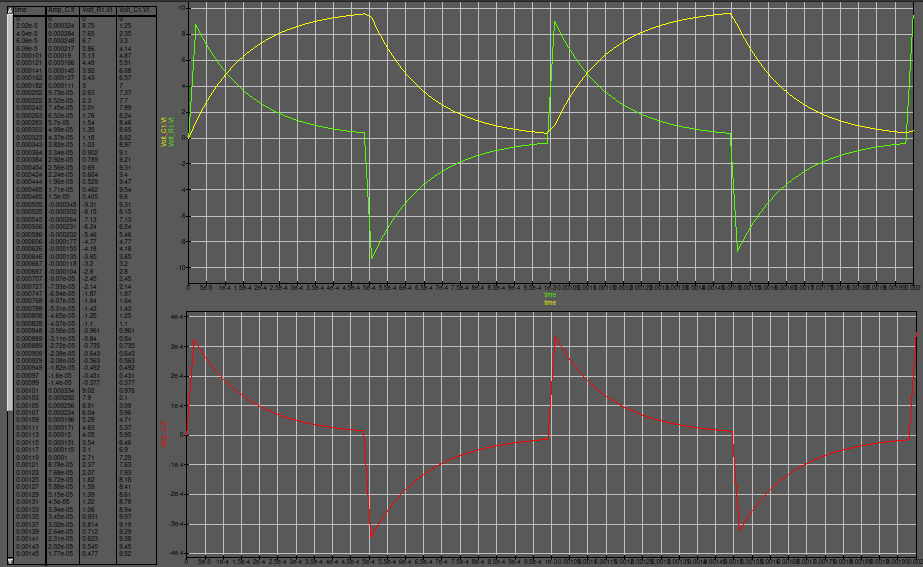 time Amp_C.It Volt_R1.Vt Volt_C1.Vt
0 0 0 0
2.02e-5 0.000324 8.75 1.25
4.04e-5 0.000284 7.65 2.35
6.06e-5 0.000248 6.7 3.3
8.08e-5 0.000217 5.86 4.14
0.000101 0.00019 5.13 4.87
0.000121 0.000166 4.49 5.51
0.000141 0.000145 3.92 6.08
0.000162 0.000127 3.43 6.57
0.000182 0.000111 3 7
0.000202 9.73e-05 2.63 7.37
0.000222 8.52e-05 2.3 7.7
0.000242 7.45e-05 2.01 7.99
0.000263 6.52e-05 1.76 8.24
0.000283 5.7e-05 1.54 8.46
0.000303 4.99e-05 1.35 8.65
0.000323 4.37e-05 1.18 8.82
0.000343 3.82e-05 1.03 8.97
0.000364 3.34e-05 0.902 9.1
0.000384 2.92e-05 0.789 9.21
0.000404 2.56e-05 0.69 9.31
0.000424 2.24e-05 0.604 9.4
0.000444 1.96e-05 0.529 9.47
0.000465 1.71e-05 0.462 9.54
0.000485 1.5e-05 0.405 9.6
0.000505 -0.000345 -9.31 9.31
0.000525 -0.000302 -8.15 8.15
0.000545 -0.000264 -7.13 7.13
0.000566 -0.000231 -6.24 6.24
0.000586 -0.000202 -5.46 5.46
0.000606 -0.000177 -4.77 4.77
0.000626 -0.000155 -4.18 4.18
0.000646 -0.000135 -3.65 3.65
0.000667 -0.000118 -3.2 3.2
0.000687 -0.000104 -2.8 2.8
0.000707 -9.07e-05 -2.45 2.45
0.000727 -7.93e-05 -2.14 2.14
0.000747 -6.94e-05 -1.87 1.87
0.000768 -6.07e-05 -1.64 1.64
0.000788 -5.31e-05 -1.43 1.43
0.000808 -4.65e-05 -1.25 1.25
0.000828 -4.07e-05 -1.1 1.1
0.000848 -3.56e-05 -0.961 0.961
0.000869 -3.11e-05 -0.84 0.84
0.000889 -2.72e-05 -0.735 0.735
0.000909 -2.38e-05 -0.643 0.643
0.000929 -2.08e-05 -0.563 0.563
0.000949 -1.82e-05 -0.492 0.492
0.00097 -1.6e-05 -0.431 0.431
0.00099 -1.4e-05 -0.377 0.377
0.00101 0.000334 9.02 0.976
0.00103 0.000292 7.9 2.1
0.00105 0.000256 6.91 3.09
0.00107 0.000224 6.04 3.96
0.00109 0.000196 5.29 4.71
0.00111 0.000171 4.63 5.37
0.00113 0.00015 4.05 5.95
0.00115 0.000131 3.54 6.46
0.00117 0.000115 3.1 6.9
0.00119 0.0001 2.71 7.29
0.00121 8.78e-05 2.37 7.63
0.00123 7.68e-05 2.07 7.93
0.00125 6.72e-05 1.82 8.18
0.00127 5.88e-05 1.59 8.41
0.00129 5.15e-05 1.39 8.61
0.00131 4.5e-05 1.22 8.78
0.00133 3.94e-05 1.06 8.94
0.00135 3.45e-05 0.931 9.07
0.00137 3.02e-05 0.814 9.19
0.00139 2.64e-05 0.712 9.29
0.00141 2.31e-05 0.623 9.38
0.00143 2.02e-05 0.545 9.45
0.00145 1.77e-05 0.477 9.52
10
8
6
4
2
0
-2
-4
-6
-8
-10
Volt_C1.Vt
Volt_R1.Vt
0 5e-5 1e-4 1.5e-4 2e-4 2.5e-4 3e-4 3.5e-4 4e-4 4.5e-4 5e-4 5.5e-4 6e-4 6.5e-4 7e-4 7.5e-4 8e-4 8.5e-4 9e-4 9.5e-4 1e-3 0.00105 0.0011 0.00115 0.0012 0.00125 0.0013 0.00135 0.0014 0.00145 0.0015 0.00155 0.0016 0.00165 0.0017 0.00175 0.0018 0.00185 0.0019 0.00195 0.002
time
time
4e-4
3e-4
2e-4
1e-4
0
-1e-4
-2e-4
-3e-4
-4e-4
0 5e-5 1e-4 1.5e-4 2e-4 2.5e-4 3e-4 3.5e-4 4e-4 4.5e-4 5e-4 5.5e-4 6e-4 6.5e-4 7e-4 7.5e-4 8e-4 8.5e-4 9e-4 9.5e-4 1e-3